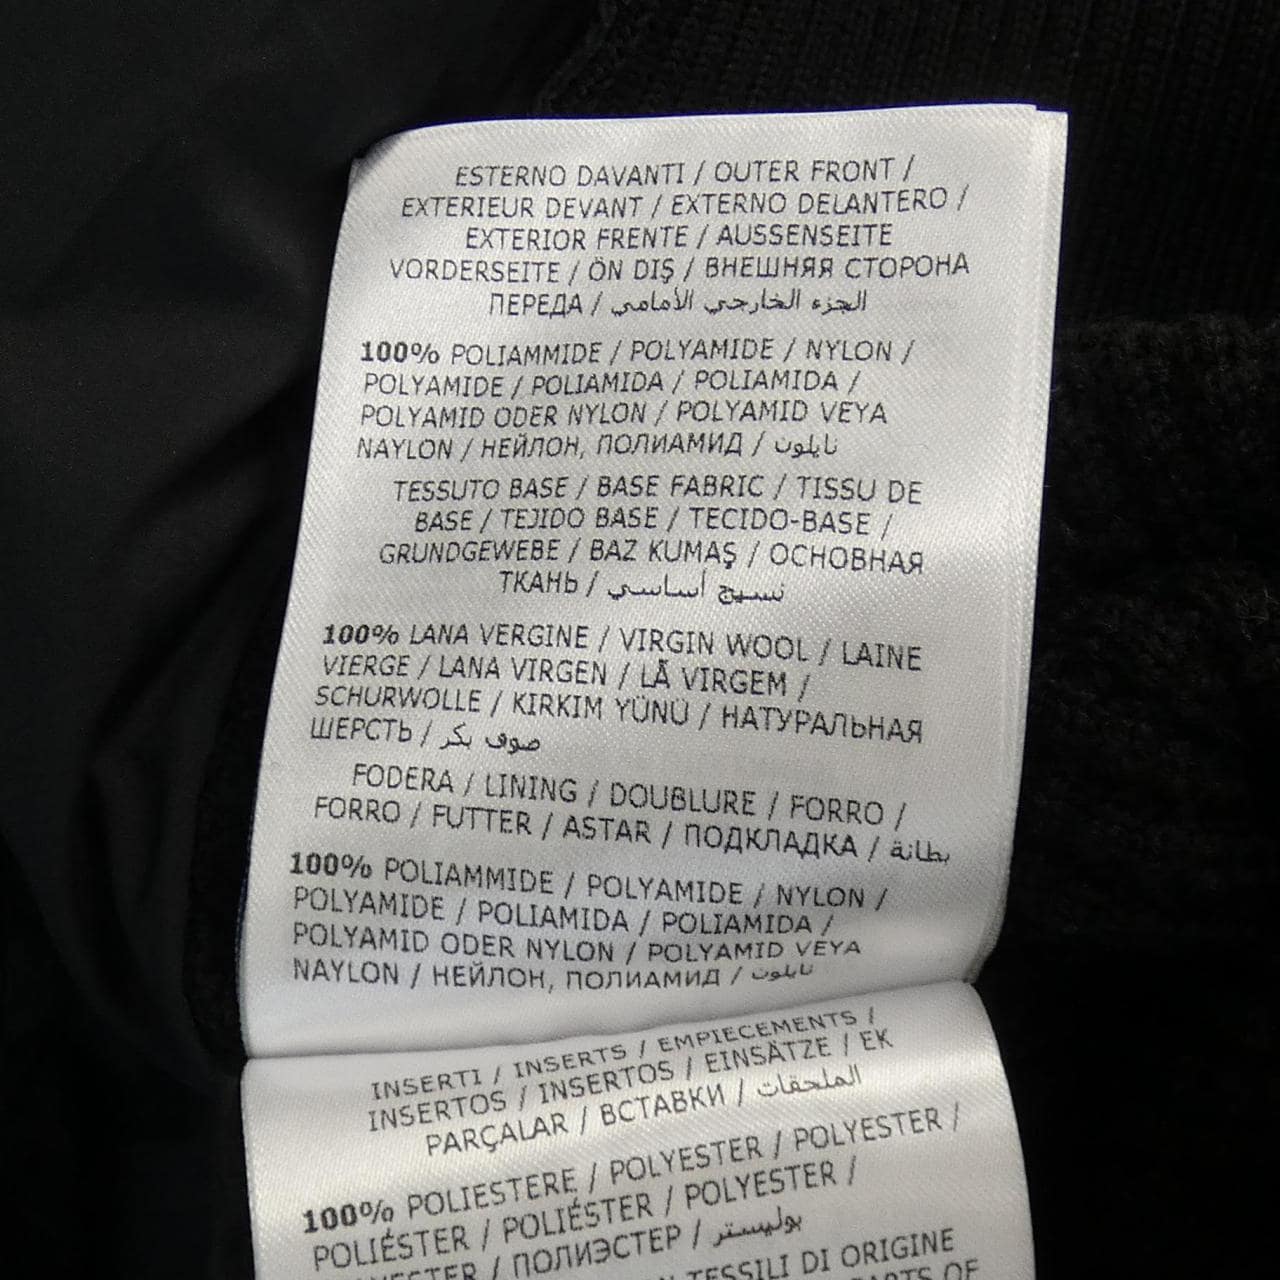 ESTERNO DAVANTI / OUTER FRONT /
EXTERIEUR DEVANT / EXTERNO DELANTERO /
EXTERIOR FRENTE / AUSSENSEITE
VORDERSEITE / ÖN DIŞ / ВНЕШНЯЯ СТОРОНА
ПЕРЕДА / الجزء الخارجي الأمامي
100% POLIAMMIDE / POLYAMIDE / NYLON /
POLYAMIDE / POLIAMIDA / POLIAMIDA /
POLYAMID ODER NYLON / POLYAMID VEYA
NAYLON / НЕЙЛОН, ПОЛИАМИД / نايلون
TESSUTO BASE / BASE FABRIC / TISSU DE
BASE / TEJIDO BASE / TECIDO-BASE /
GRUNDGEWEBE / BAZ KUMAŞ / ОСНОВНАЯ
ТКАНЬ / نسيج أساسي
100% LANA VERGINE / VIRGIN WOOL / LAINE
VIERGE / LANA VIRGEN / LÃ VIRGEM /
SCHURWOLLE / KIRKIM YÜNÜ / НАТУРАЛЬНАЯ
ШЕРСТЬ / صوف بكر
FODERA / LINING / DOUBLURE / FORRO /
FORRO / FUTTER / ASTAR / ПОДКЛАДКА / بطانة
100% POLIAMMIDE / POLYAMIDE / NYLON /
POLYAMIDE / POLIAMIDA / POLIAMIDA /
POLYAMID ODER NYLON / POLYAMID VEYA
NAYLON / НЕЙЛОН, ПОЛИАМИД / نايلون
INSERTI / INSERTS / EMPIECEMENTS /
INSERTOS / INSERTOS / EINSÄTZE / EK
PARÇALAR / ВСТАВКИ / الملحقات
100% POLIESTERE / POLYESTER / POLYESTER /
POLIÉSTER / POLIÉSTER / POLYESTER /
/ ПОЛИЭСТЕР / بوليستر
TESSILI DI ORIGINE
OF